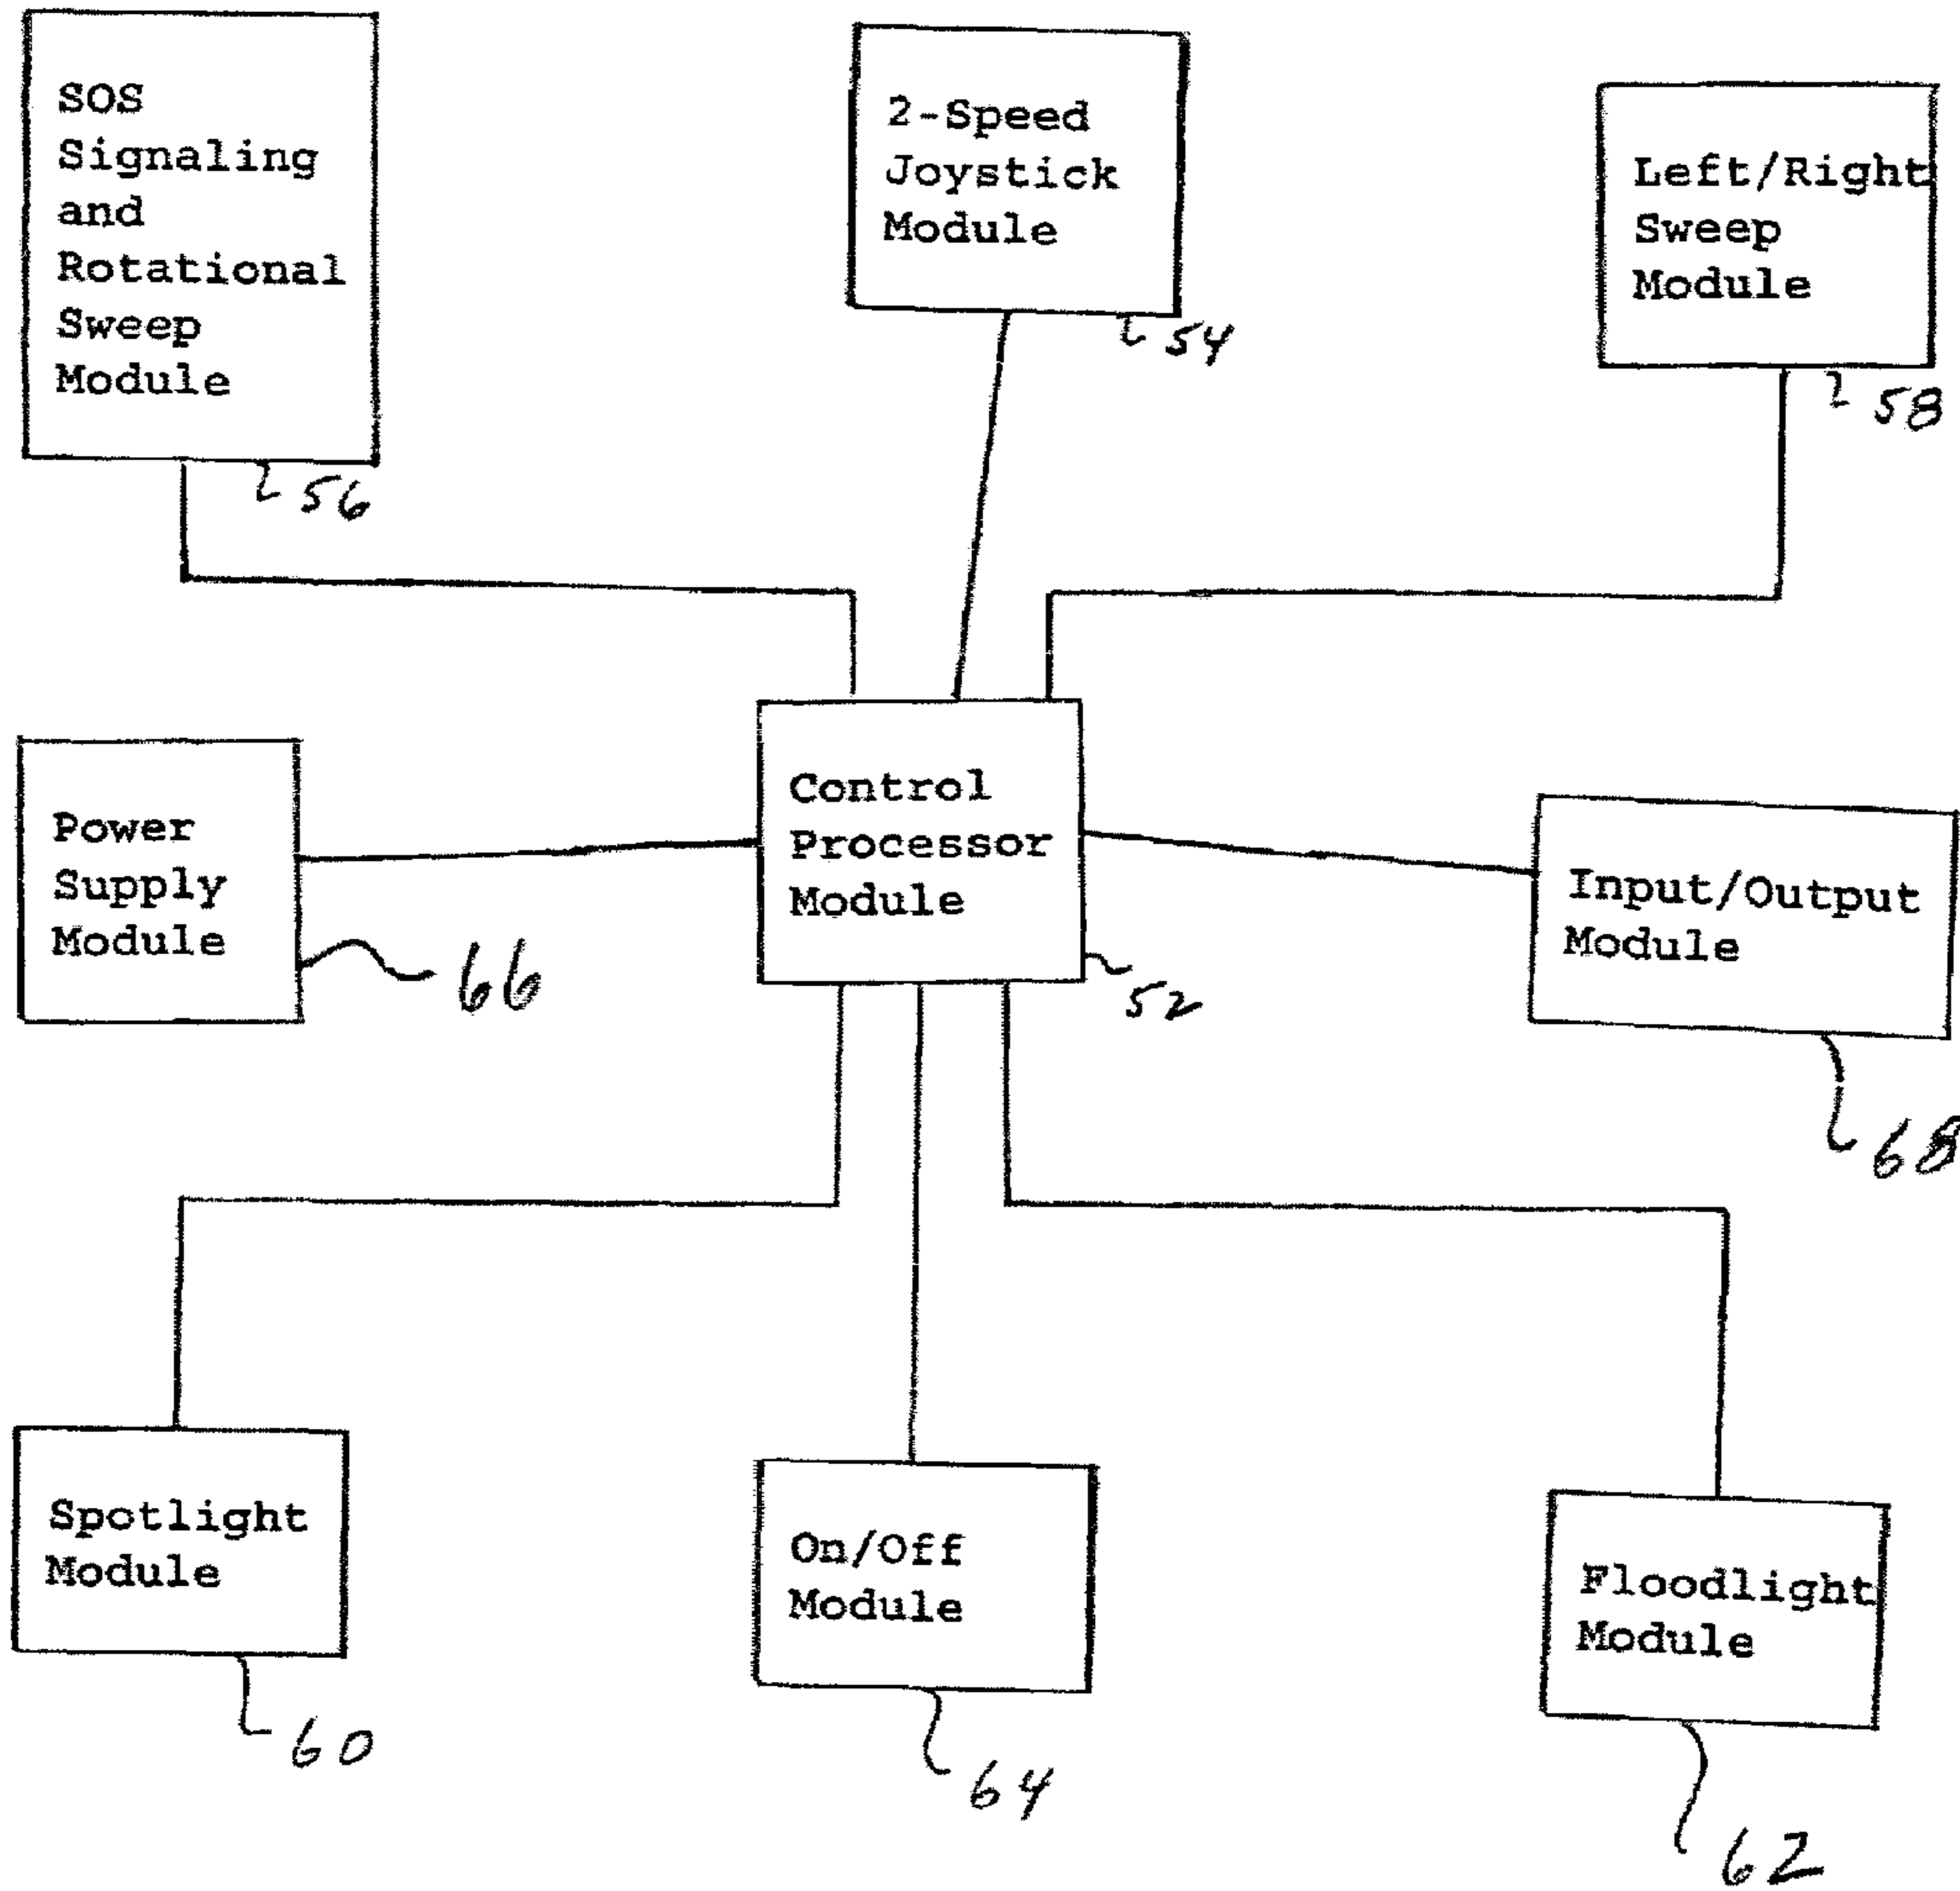 SOS
Signaling
and
Rotational
Sweep
Module
56
2-Speed
Joystick
Module
54
Left/Right
Sweep
Module
58
Power
Supply
Module
66
Control
Processor
Module
52
Input/Output
Module
68
Spotlight
Module
60
On/Off
Module
64
Floodlight
Module
62